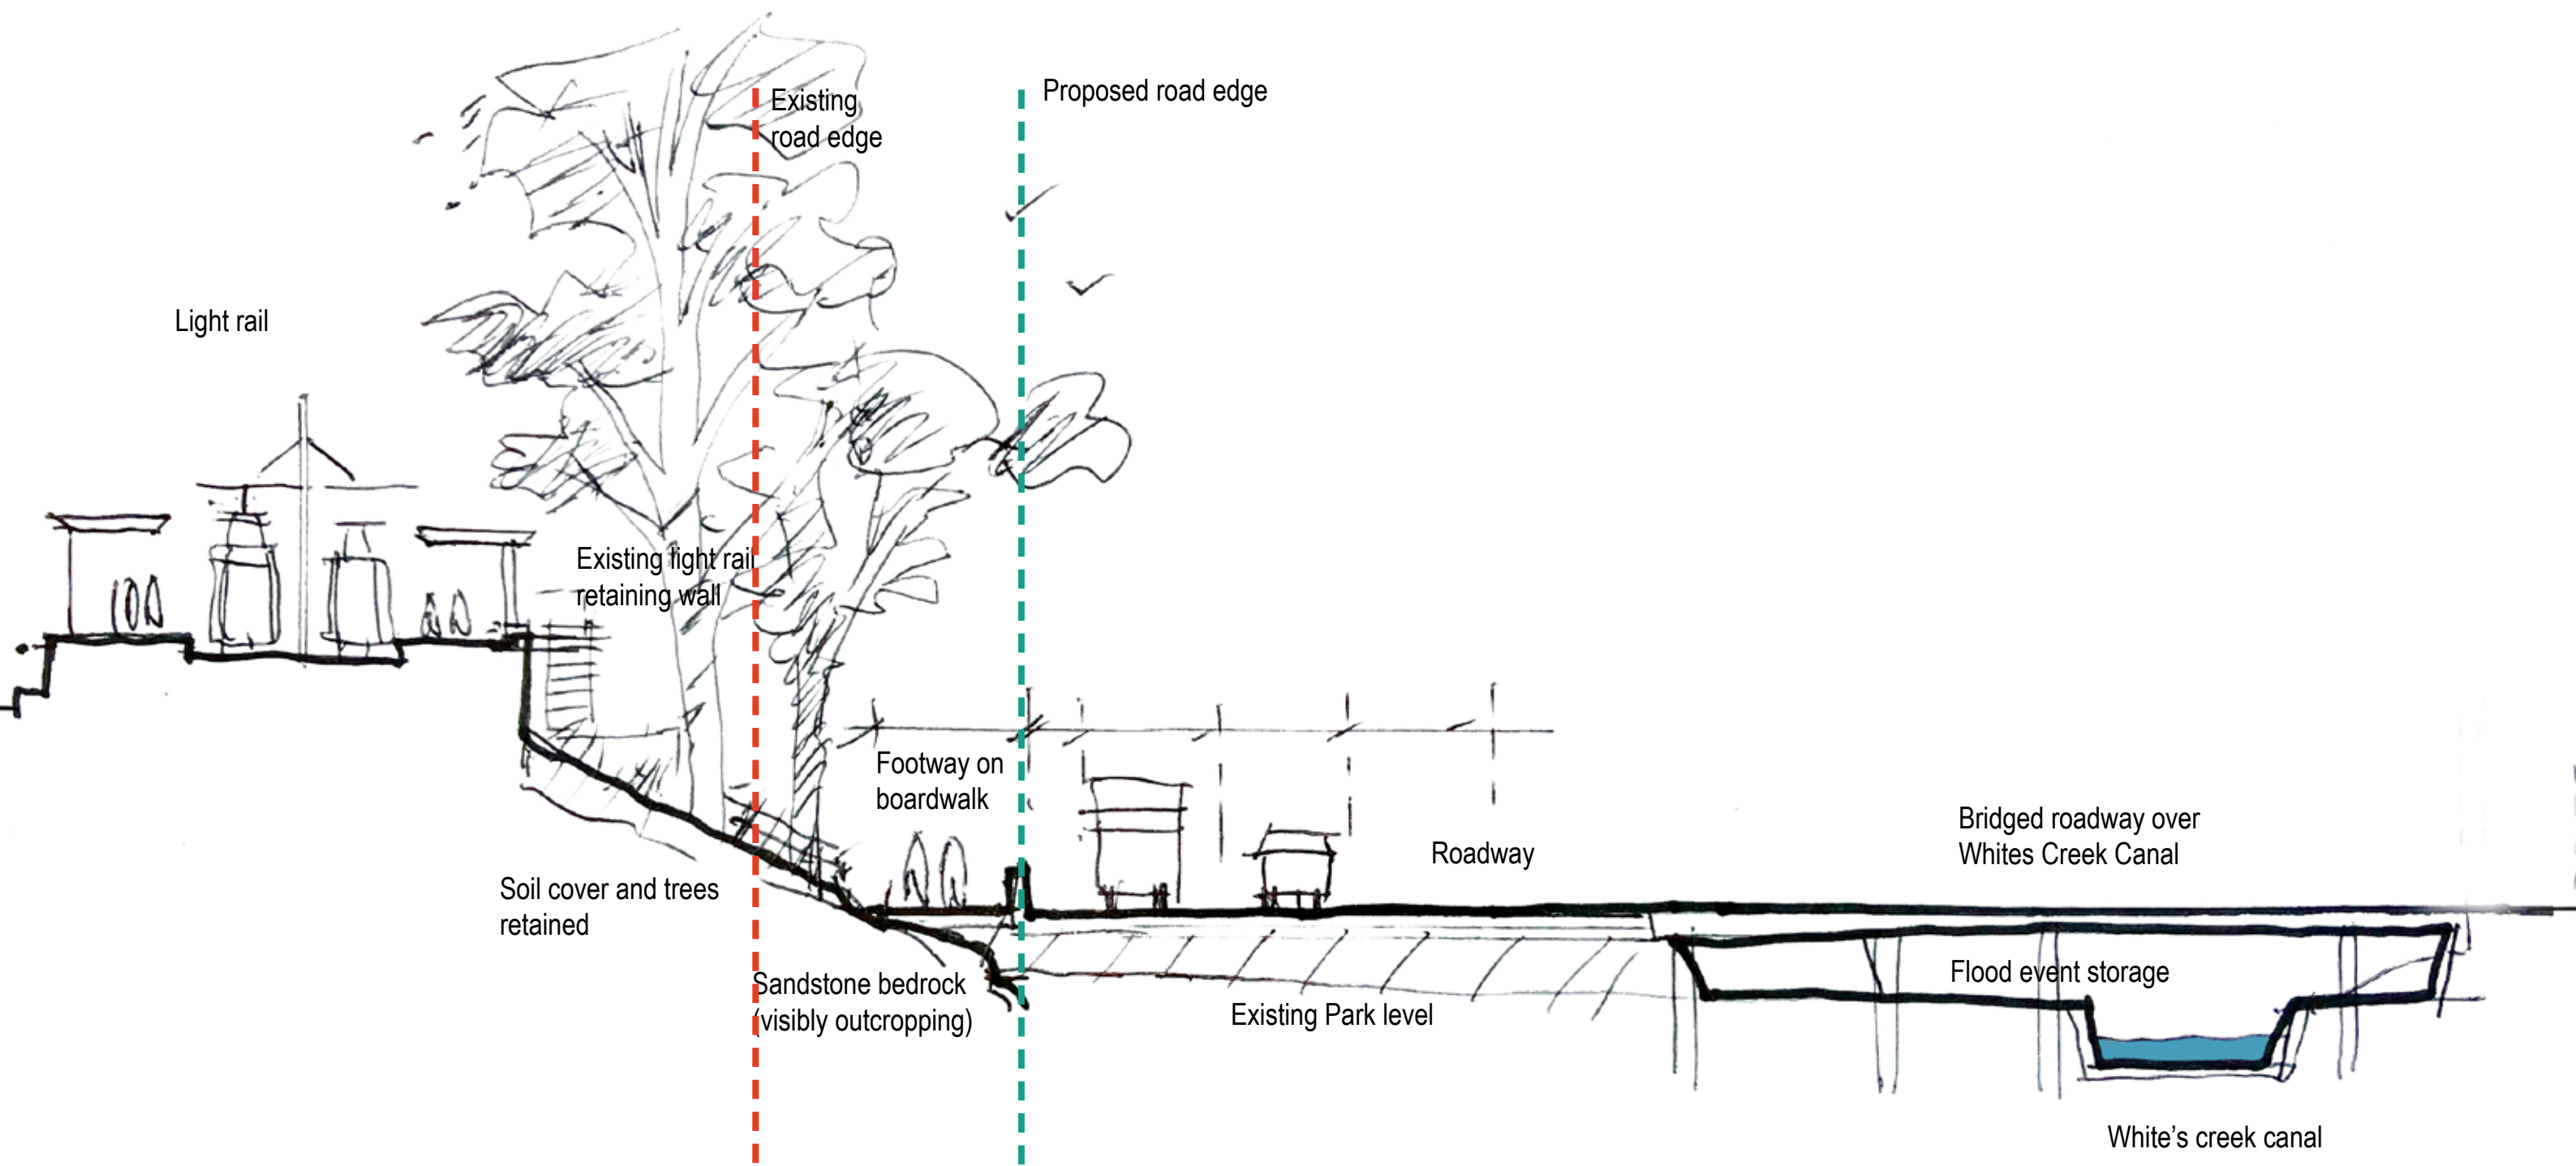 Existing
road edge
Proposed road edge
Light rail
Existing light rail
retaining wall
Footway on
boardwalk
Roadway
Bridged roadway over
Whites Creek Canal
Soil cover and trees
retained
Sandstone bedrock
(visibly outcropping)
Existing Park level
Flood event storage
White's creek canal